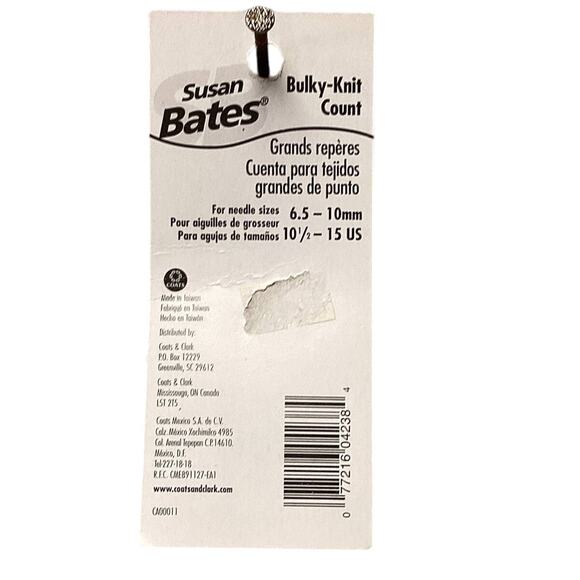 Susan
Bates®
Bulky-Knit
Count
Grands repères
Cuenta para tejidos
grandes de punto
For needle sizes
Pour aiguilles de grosseur
Para agujas de tamaños
6.5 – 10mm
10 1/2 – 15 US
COATS
Made in Taiwan
Fabriqué en Taiwan
Hecho en Taiwán
Distributed by:
Coats & Clark
P.O. Box 12229
Greenville, SC 29612
Coats & Clark
Mississauga, ON Canada
L5T 2T5
Coats Mexico S.A. de C.V.
Calz. México Xochimilco 4985
Col. Arenal Tepepan C.P. 14610.
México, D.F.
Tel-227-18-18
R.F.C. CME891127-EA1
www.coatsandclark.com
CA00011
0 77216 04238 4